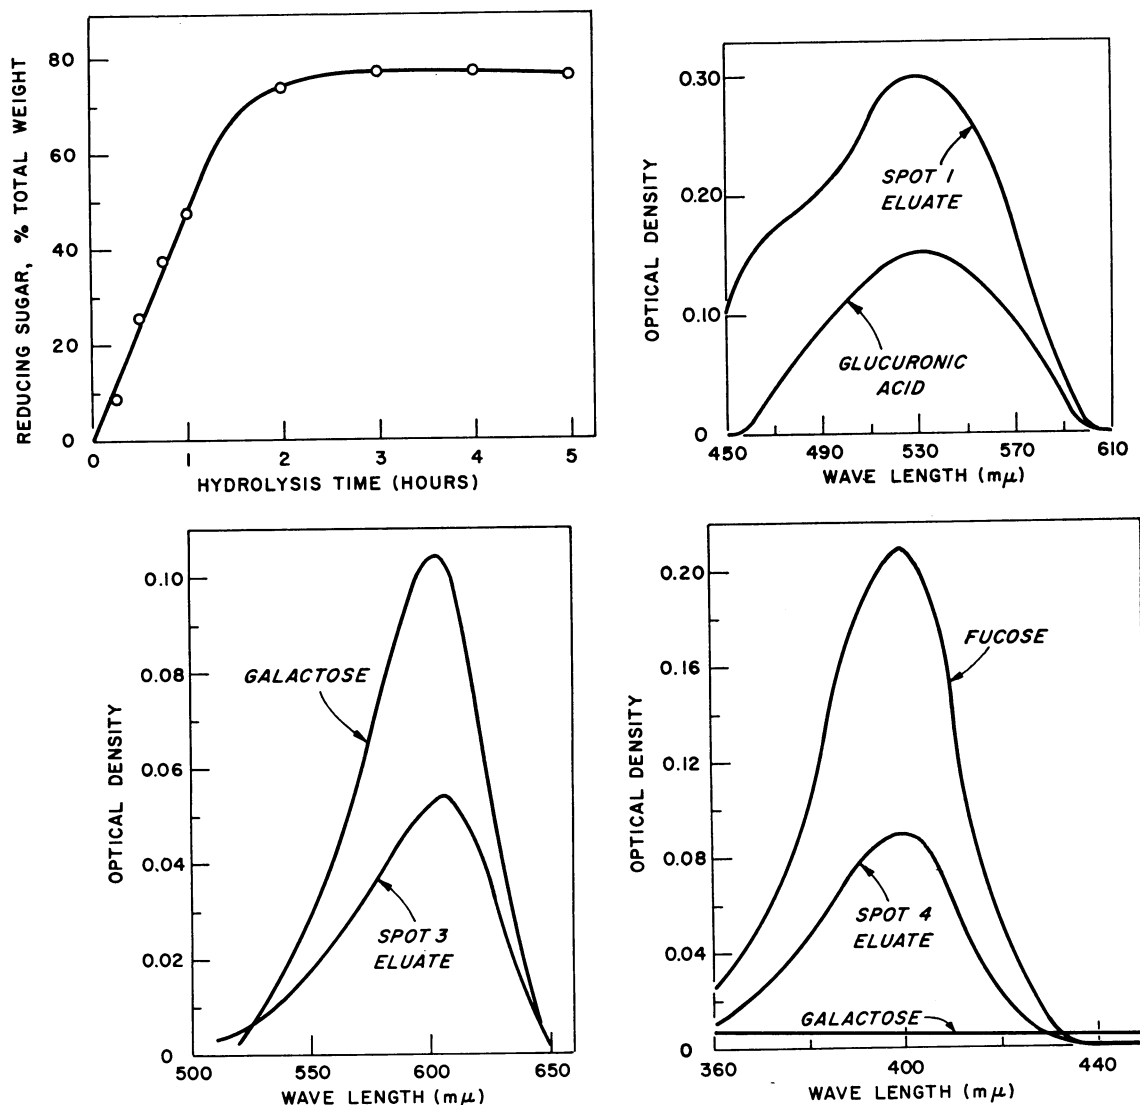 REDUCING SUGAR, % TOTAL WEIGHT
80
60
40
20
0
0 1 2 3 4 5
HYDROLYSIS TIME (HOURS)
OPTICAL DENSITY
0.30
0.20
0.10
0
SPOT 1
ELUATE
GLUCURONIC
ACID
450 490 530 570 610
WAVE LENGTH (mμ)
OPTICAL DENSITY
0.10
0.08
0.06
0.04
0.02
0
GALACTOSE
SPOT 3
ELUATE
500 550 600 650
WAVE LENGTH (mμ)
OPTICAL DENSITY
0.20
0.16
0.12
0.08
0.04
0
FUCOSE
SPOT 4
ELUATE
GALACTOSE
360 400 440
WAVE LENGTH (mμ)